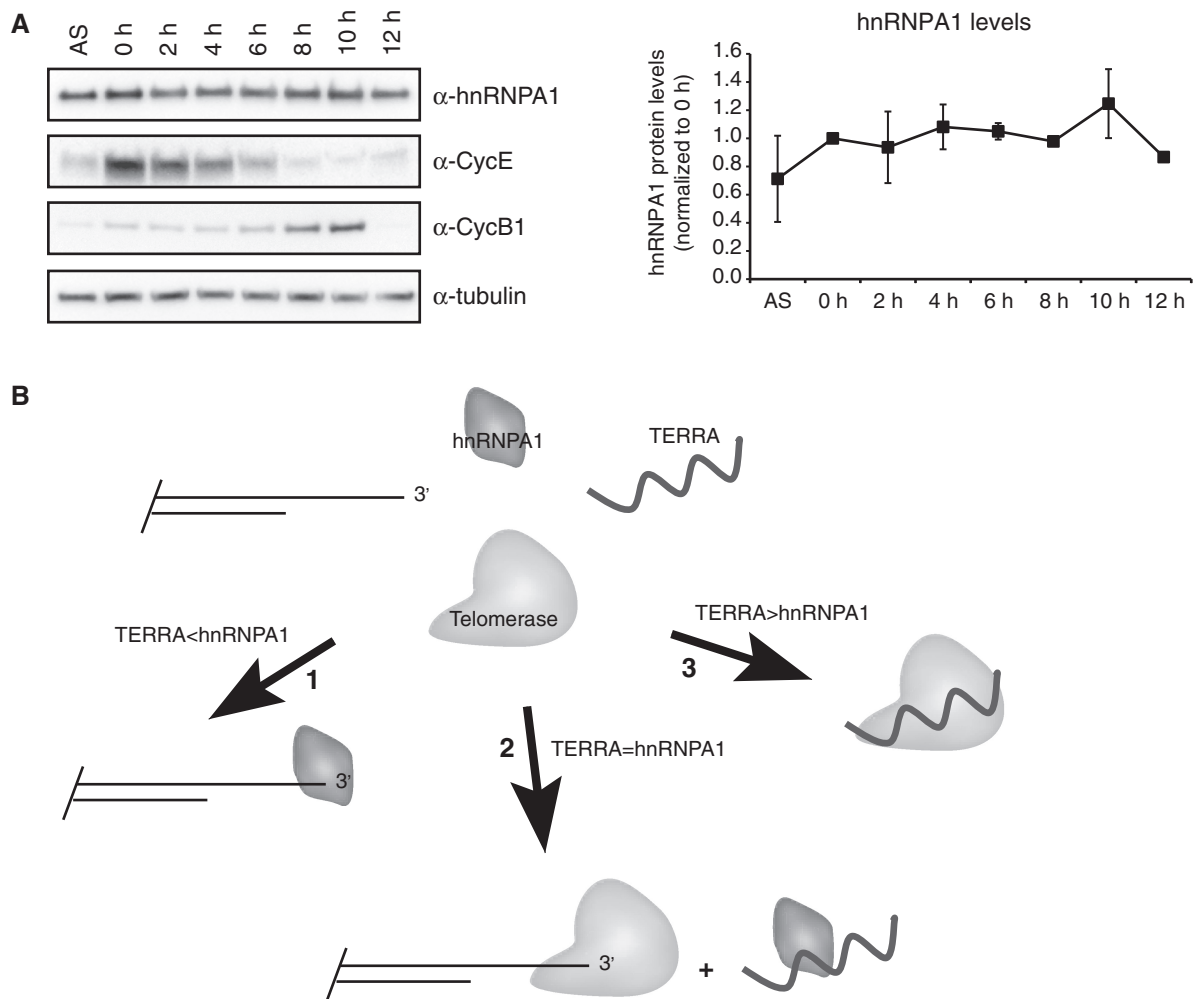 A
AS 0 h 2 h 4 h 6 h 8 h 10 h 12 h
α-hnRNPA1
α-CycE
α-CycB1
α-tubulin
hnRNPA1 levels
hnRNPA1 protein levels
(normalized to 0 h)
1.6
1.4
1.2
1.0
0.8
0.6
0.4
0.2
0.0
AS 0 h 2 h 4 h 6 h 8 h 10 h 12 h
B
hnRNPA1
TERRA
3'
Telomerase
TERRA<hnRNPA1
1
TERRA>hnRNPA1
3
2
TERRA=hnRNPA1
3'
3'
+